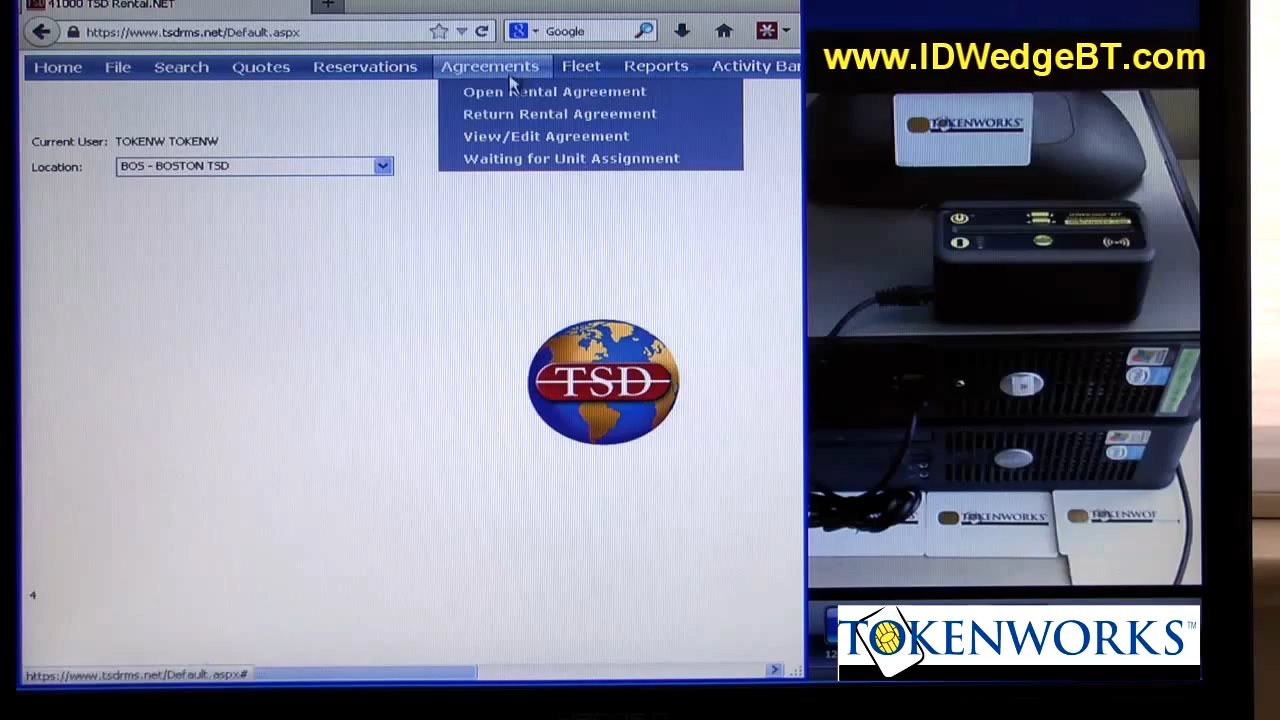 41000 TSD Rental.NET
https://www.tsdrms.net/Default.aspx
Google
Home File Search Quotes Reservations Agreements Fleet Reports Activity Bar
Open Rental Agreement
Return Rental Agreement
View/Edit Agreement
Waiting for Unit Assignment
Current User: TOKENW TOKENW
Location: BOS - BOSTON TSD
TSD
4
https://www.tsdrms.net/Default.aspx#
www.IDWedgeBT.com
TOKENWORKS
TOKENWORKS
TOKENWOR
TOKENWORKS™